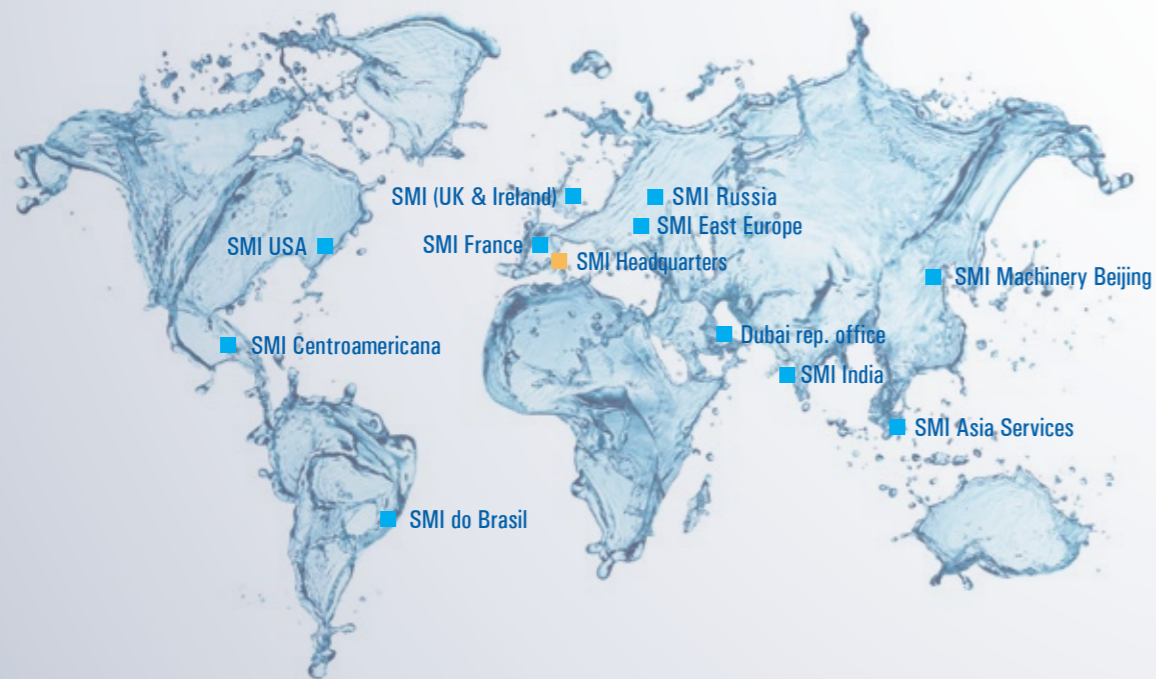 SMI (UK & Ireland)
SMI Russia
SMI East Europe
SMI USA
SMI France
SMI Headquarters
SMI Machinery Beijing
Dubai rep. office
SMI Centroamericana
SMI India
SMI Asia Services
SMI do Brasil